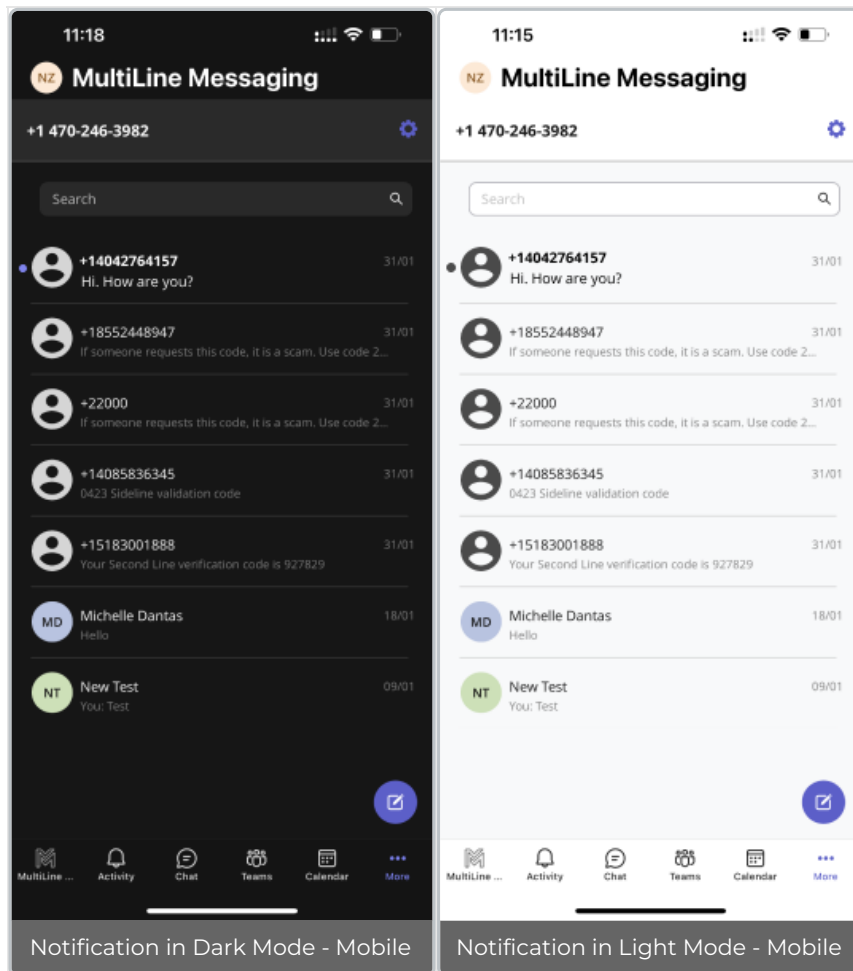 11:18
NZ MultiLine Messaging
+1 470-246-3982
Search
+14042764157 31/01
Hi. How are you?
+18552448947 31/01
If someone requests this code, it is a scam. Use code 2...
+22000 31/01
If someone requests this code, it is a scam. Use code 2...
+14085836345 31/01
0423 Sideline validation code
+15183001888 31/01
Your Second Line verification code is 927829
MD Michelle Dantas 18/01
Hello
NT New Test 09/01
You: Test
MultiLine ... Activity Chat Teams Calendar More
Notification in Dark Mode - Mobile
11:15
NZ MultiLine Messaging
+1 470-246-3982
Search
+14042764157 31/01
Hi. How are you?
+18552448947 31/01
If someone requests this code, it is a scam. Use code 2...
+22000 31/01
If someone requests this code, it is a scam. Use code 2...
+14085836345 31/01
0423 Sideline validation code
+15183001888 31/01
Your Second Line verification code is 927829
MD Michelle Dantas 18/01
Hello
NT New Test 09/01
You: Test
MultiLine ... Activity Chat Teams Calendar More
Notification in Light Mode - Mobile